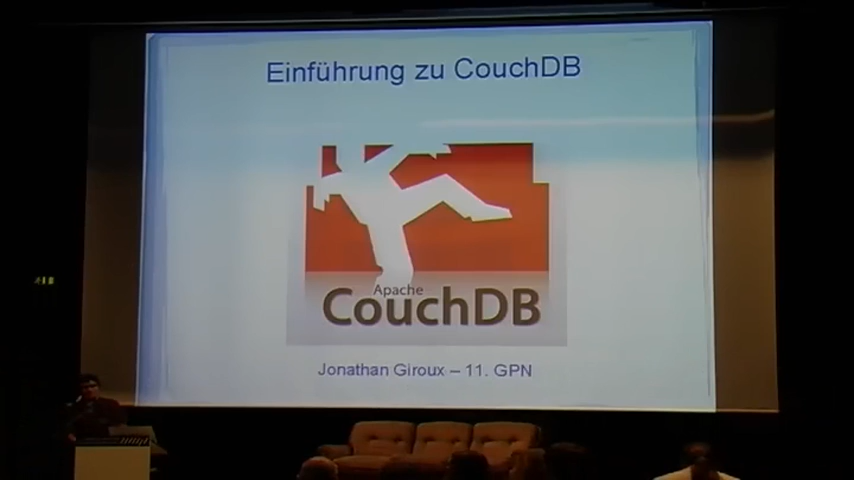 Einführung zu CouchDB
Apache
CouchDB
Jonathan Giroux – 11. GPN